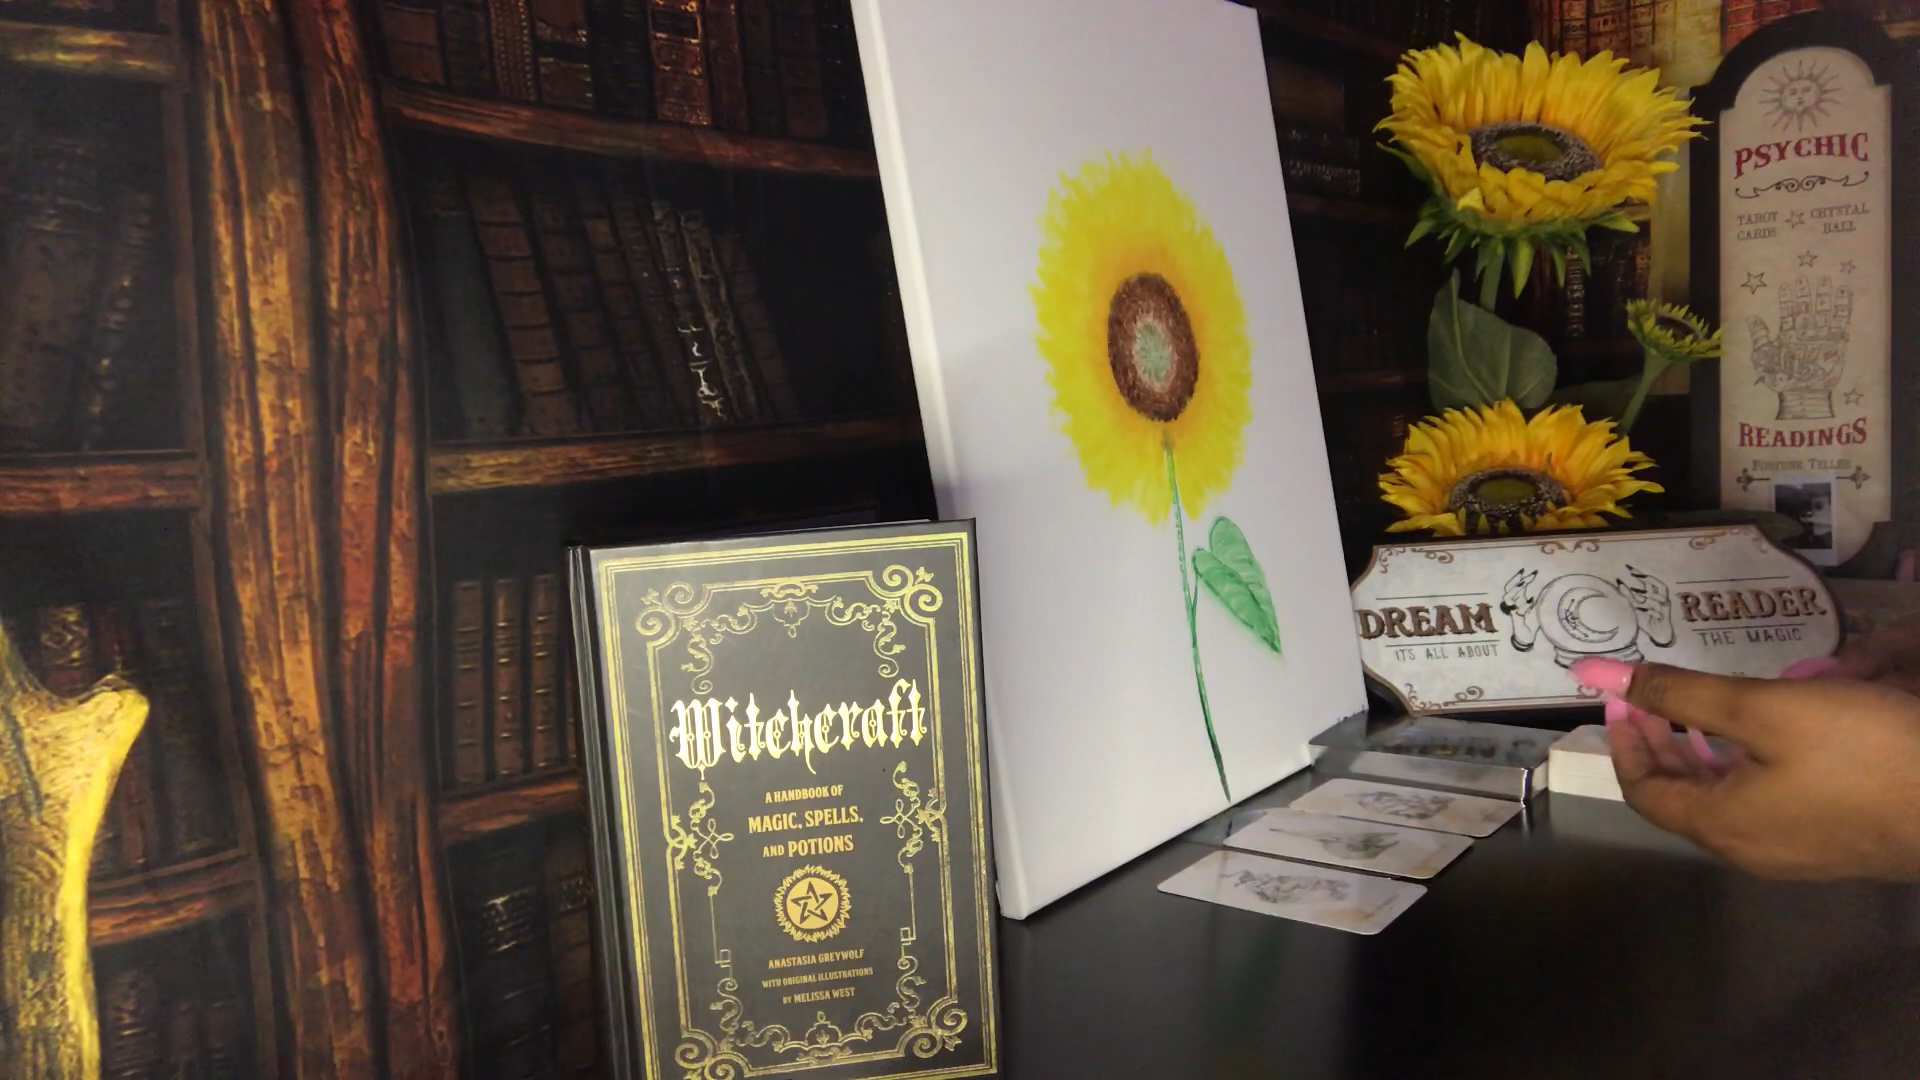 Witchcraft
A HANDBOOK OF
MAGIC, SPELLS,
AND POTIONS
ANASTASIA GREYWOLF
WITH ORIGINAL ILLUSTRATIONS
BY MELISSA WEST
PSYCHIC
TAROT CRYSTAL
CARDS BALL
READINGS
FORTUNE TELLER
DREAM READER
IT'S ALL ABOUT THE MAGIC